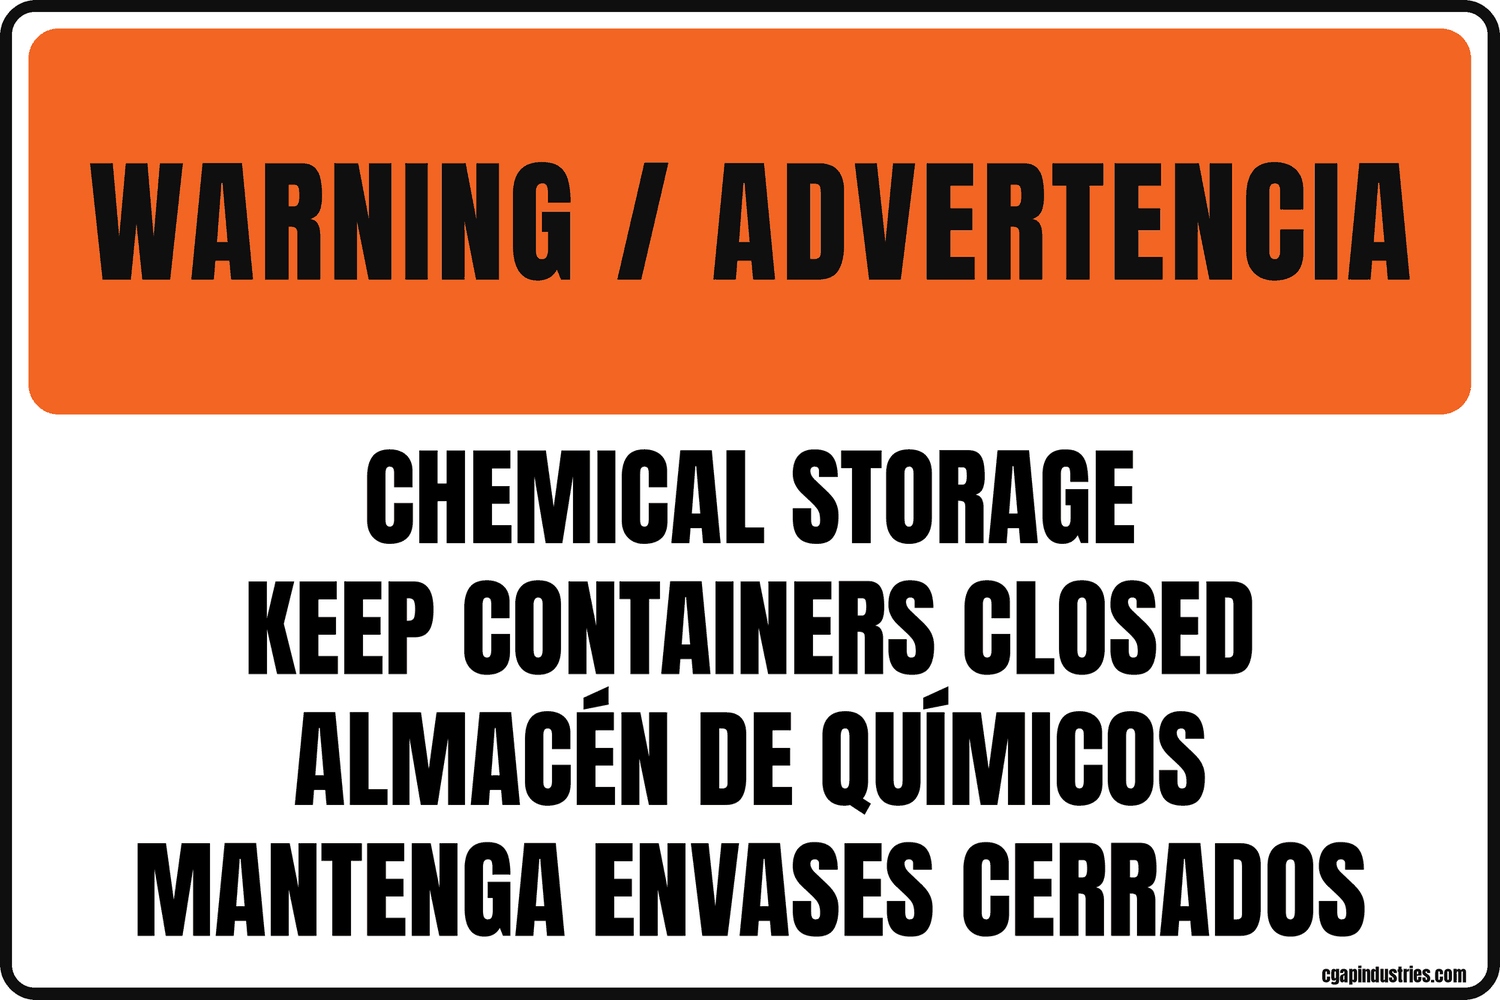 WARNING / ADVERTENCIA
CHEMICAL STORAGE
KEEP CONTAINERS CLOSED
ALMACÉN DE QUÍMICOS
MANTENGA ENVASES CERRADOS
cgapindustries.com